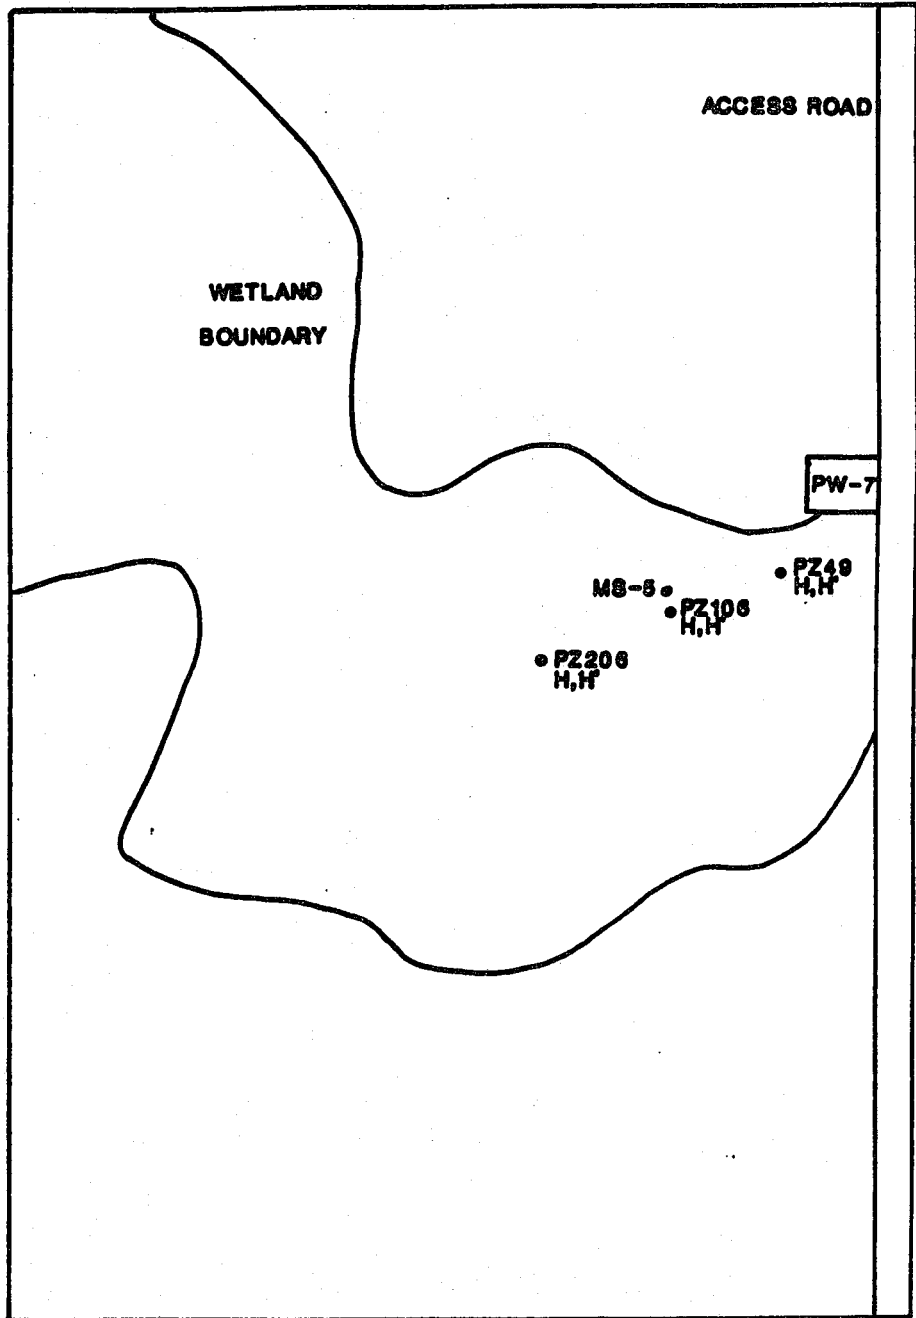 ACCESS ROAD
WETLAND
BOUNDARY
PW-7
PZ49
H,H'
MS-5
PZ106
H,H'
PZ206
H,H'